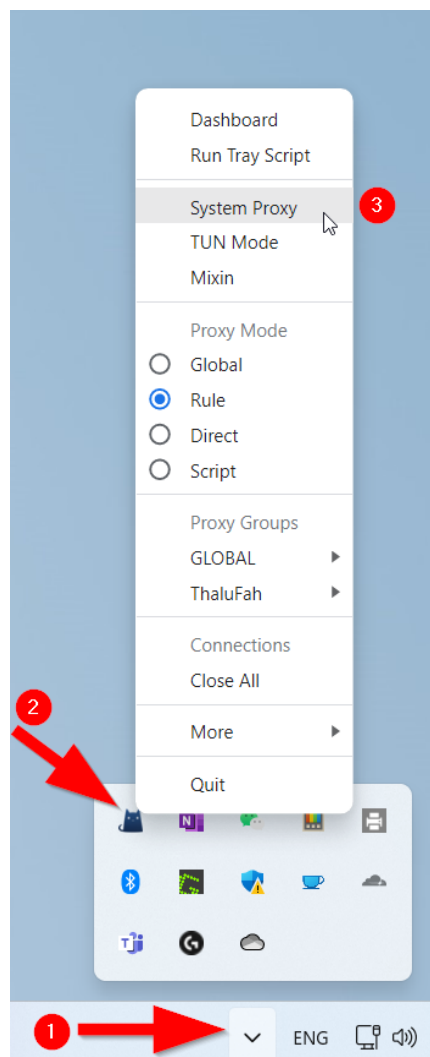 Dashboard
Run Tray Script
System Proxy
3
TUN Mode
Mixin
Proxy Mode
Global
Rule
Direct
Script
Proxy Groups
GLOBAL
ThaluFah
Connections
Close All
2
More
Quit
N
T
G
1
ENG